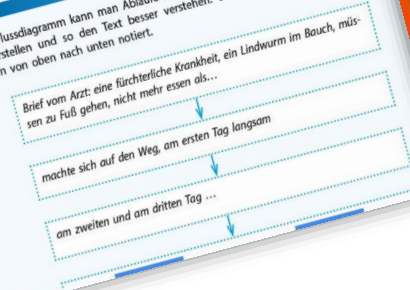 lussdiagramm kann man Abläufe
stellen und so den Text besser verstehen.
n von oben nach unten notiert.
Brief vom Arzt: eine fürchterliche Krankheit, ein Lindwurm im Bauch, müs-
sen zu Fuß gehen, nicht mehr essen als...
machte sich auf den Weg, am ersten Tag langsam
am zweiten und am dritten Tag ...